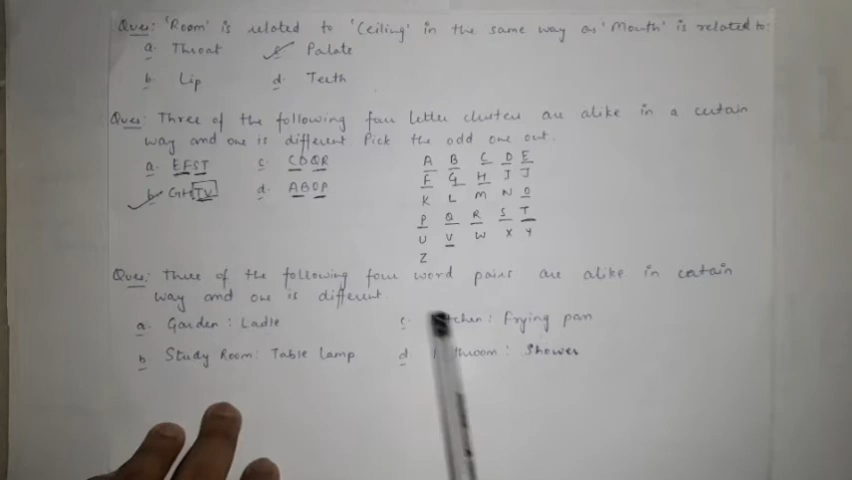 Ques: 'Room' is related to 'Ceiling' in the same way as 'Mouth' is related to:
a. Throat c. Palate
b. Lip d. Teeth
Ques: Three of the following four letter clusters are alike in a certain
way and one is different. Pick the odd one out.
a. EFST c. CDQR
b. GHTV d. ABOP
A B C D E
F G H I J
K L M N O
P Q R S T
U V W X Y
Z
Ques: Three of the following four word pairs are alike in certain
way and one is different
a. Garden: Ladle c. Frying pan
b. Study Room: Table Lamp d Shower